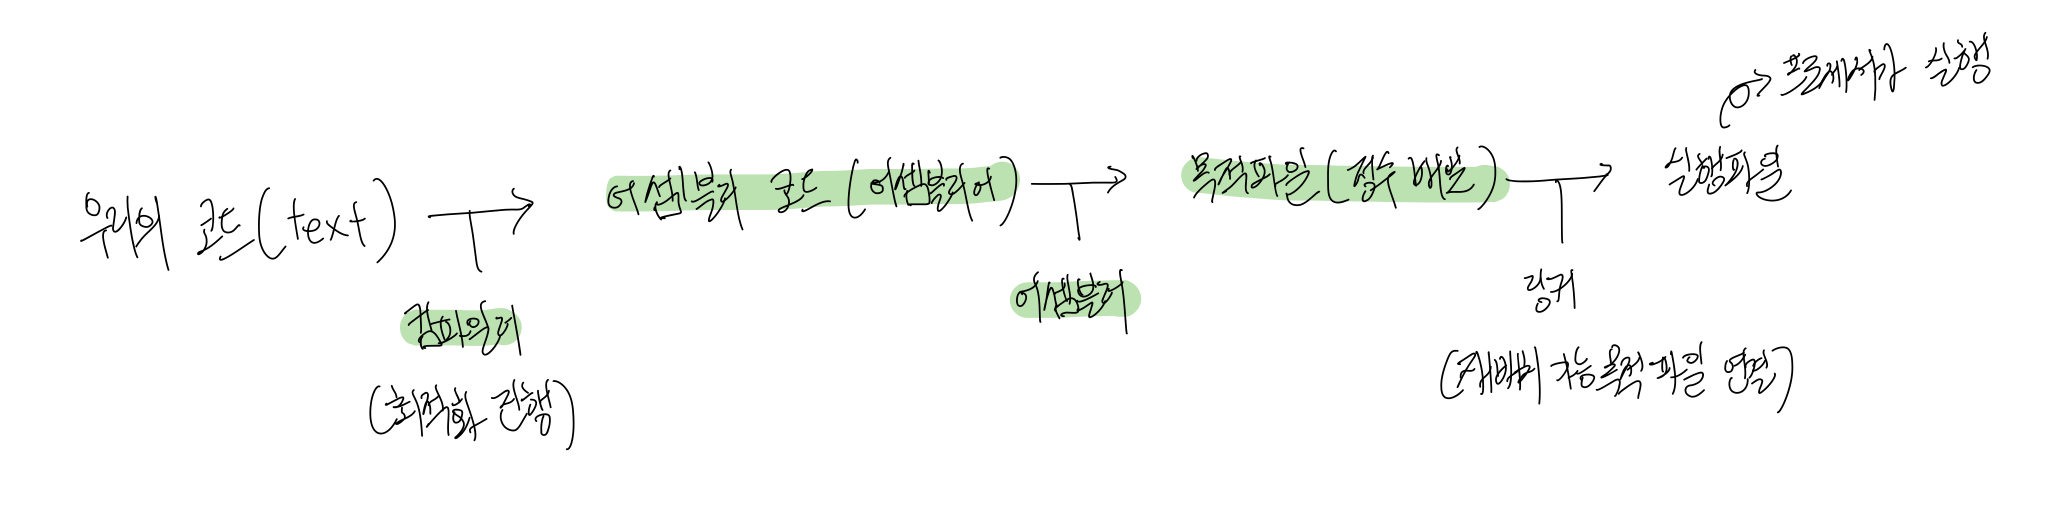 프로세서가 실행
우리의 코드(text)
어셈블리 코드 (어셈블리어)
목적파일(정수 배열)
실행파일
컴파일러
(최적화 진행)
어셈블러
링커
(재배치 가능 목적 파일 연결)